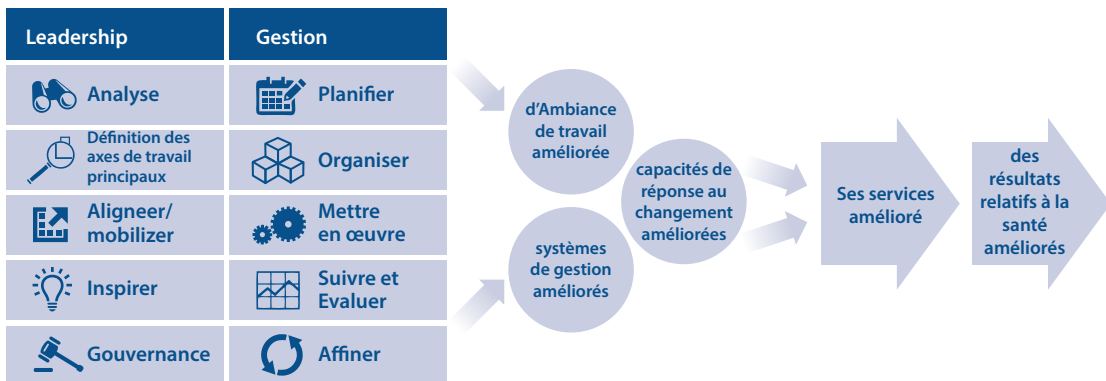 Leadership
Gestion
Analyse
Planifier
Définition des
axes de travail
principaux
Organiser
Aligneer/
mobilizer
Mettre
en œuvre
Inspirer
Suivre et
Evaluer
Gouvernance
Affiner
d’Ambiance
de travail
améliorée
systèmes
de gestion
améliorés
capacités de
réponse au
changement
améliorées
Ses services
amélioré
des
résultats
relatifs à la
santé
améliorés